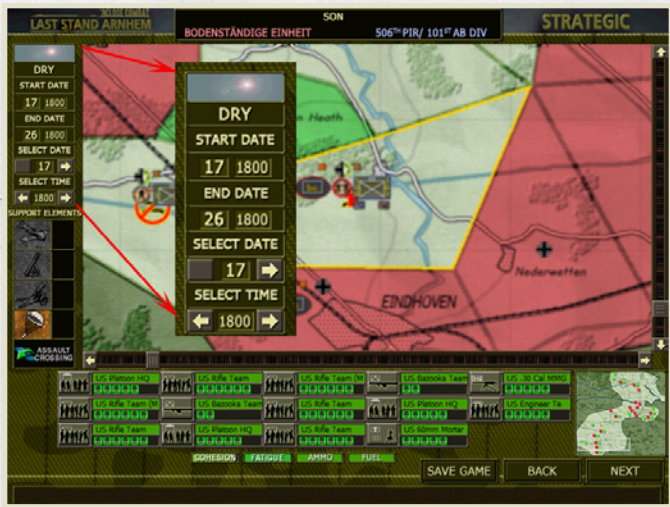 CLOSE COMBAT
LAST STAND ARNHEM
SON
STRATEGIC
BODENSTÄNDIGE EINHEIT
506TH PIR/ 101ST AB DIV
DRY
START DATE
17 1800
END DATE
26 1800
SELECT DATE
17
SELECT TIME
1800
SUPPORT ELEMENTS
ASSAULT
CROSSING
DRY
START DATE
17 1800
END DATE
26 1800
SELECT DATE
17
SELECT TIME
1800
n Heath
Nederwetten
EINDHOVEN
US Platoon HQ
US Rifle Team
US Rifle Team (M
US Bazooka Team
US .30 Cal MMG
US Rifle Team (M
US Bazooka Team
US Rifle Team
US Platoon HQ
US Engineer Te
US Rifle Team
US Platoon HQ
US Rifle Team
US 60mm Mortar
COHESION
FATIGUE
AMMO
FUEL
SAVE GAME
BACK
NEXT